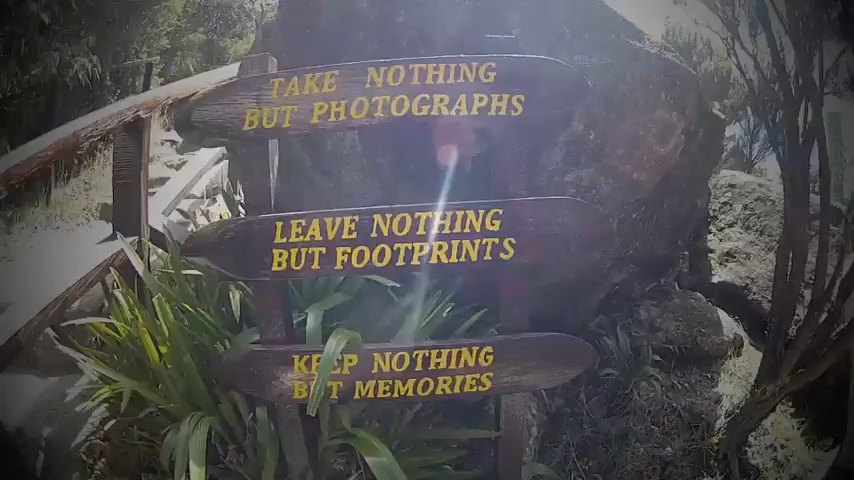 TAKE NOTHING
BUT PHOTOGRAPHS
LEAVE NOTHING
BUT FOOTPRINTS
KEEP NOTHING
BUT MEMORIES